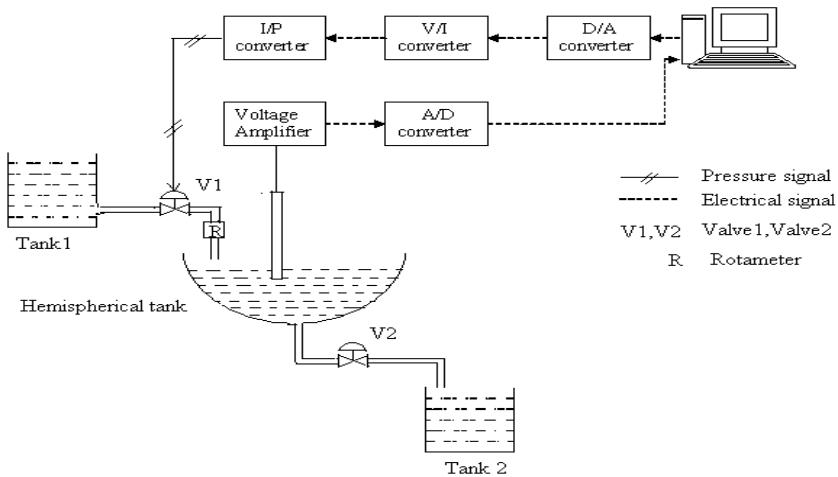 I/P
converter
V/I
converter
D/A
converter
Voltage
Amplifier
A/D
converter
V1
R
Tank1
Hemispherical tank
V2
Tank 2
Pressure signal
Electrical signal
V1,V2 Valve1,Valve2
R Rotameter